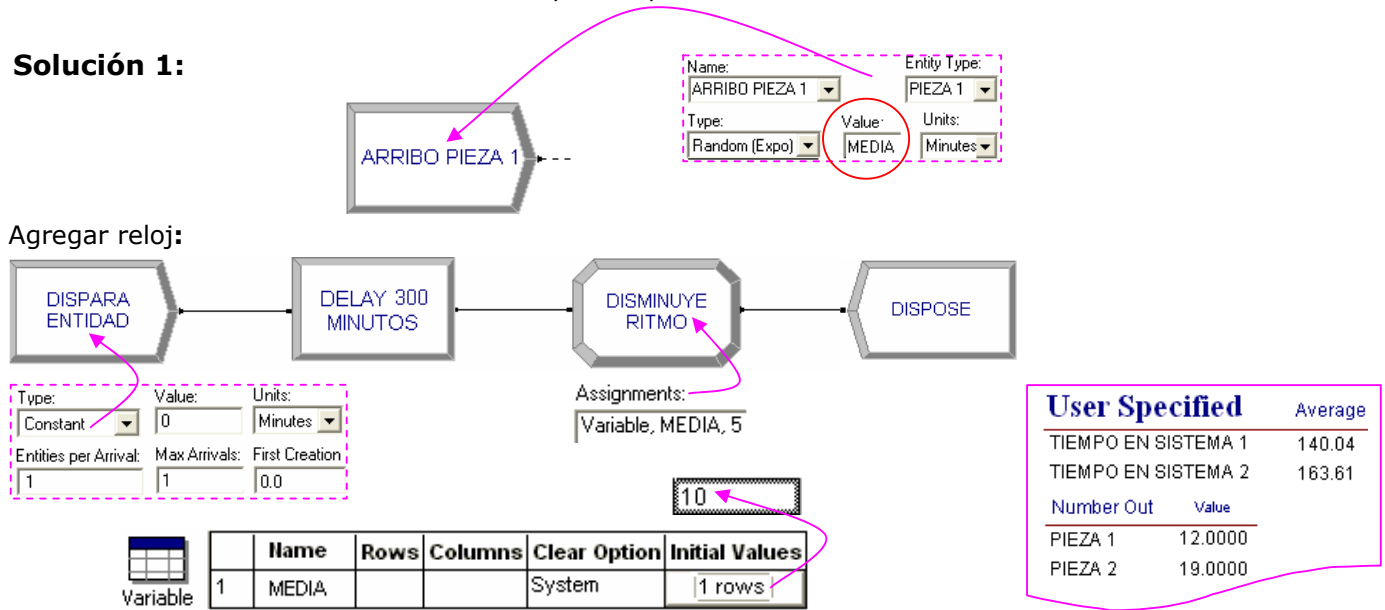 Solución 1:
Name:
Entity Type:
ARRIBO PIEZA 1
PIEZA 1
Type:
Value:
Units:
Random (Expo)
MEDIA
Minutes
ARRIBO PIEZA 1
Agregar reloj:
DISPARA
ENTIDAD
DELAY 300
MINUTOS
DISMINUYE
RITMO
DISPOSE
Type:
Value:
Units:
Constant
0
Minutes
Entities per Arrival:
Max Arrivals:
First Creation
1
1
0.0
Assignments:
Variable, MEDIA, 5
10
Variable
Name Rows Columns Clear Option Initial Values
1 MEDIA System 1 rows
User Specified Average
TIEMPO EN SISTEMA 1 140.04
TIEMPO EN SISTEMA 2 163.61
Number Out Value
PIEZA 1 12.0000
PIEZA 2 19.0000